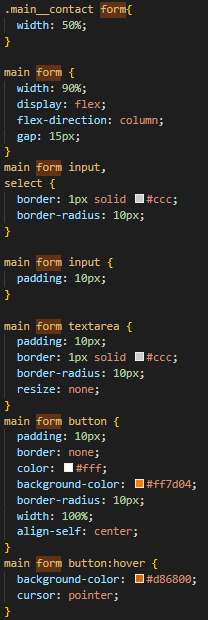 .main__contact form{
width: 50%;
}
main form {
width: 90%;
display: flex;
flex-direction: column;
gap: 15px;
}
main form input,
select {
border: 1px solid #ccc;
border-radius: 10px;
}
main form input {
padding: 10px;
}
main form textarea {
padding: 10px;
border: 1px solid #ccc;
border-radius: 10px;
resize: none;
}
main form button {
padding: 10px;
border: none;
color: #fff;
background-color: #ff7d04;
border-radius: 10px;
width: 100%;
align-self: center;
}
main form button:hover {
background-color: #d86800;
cursor: pointer;
}